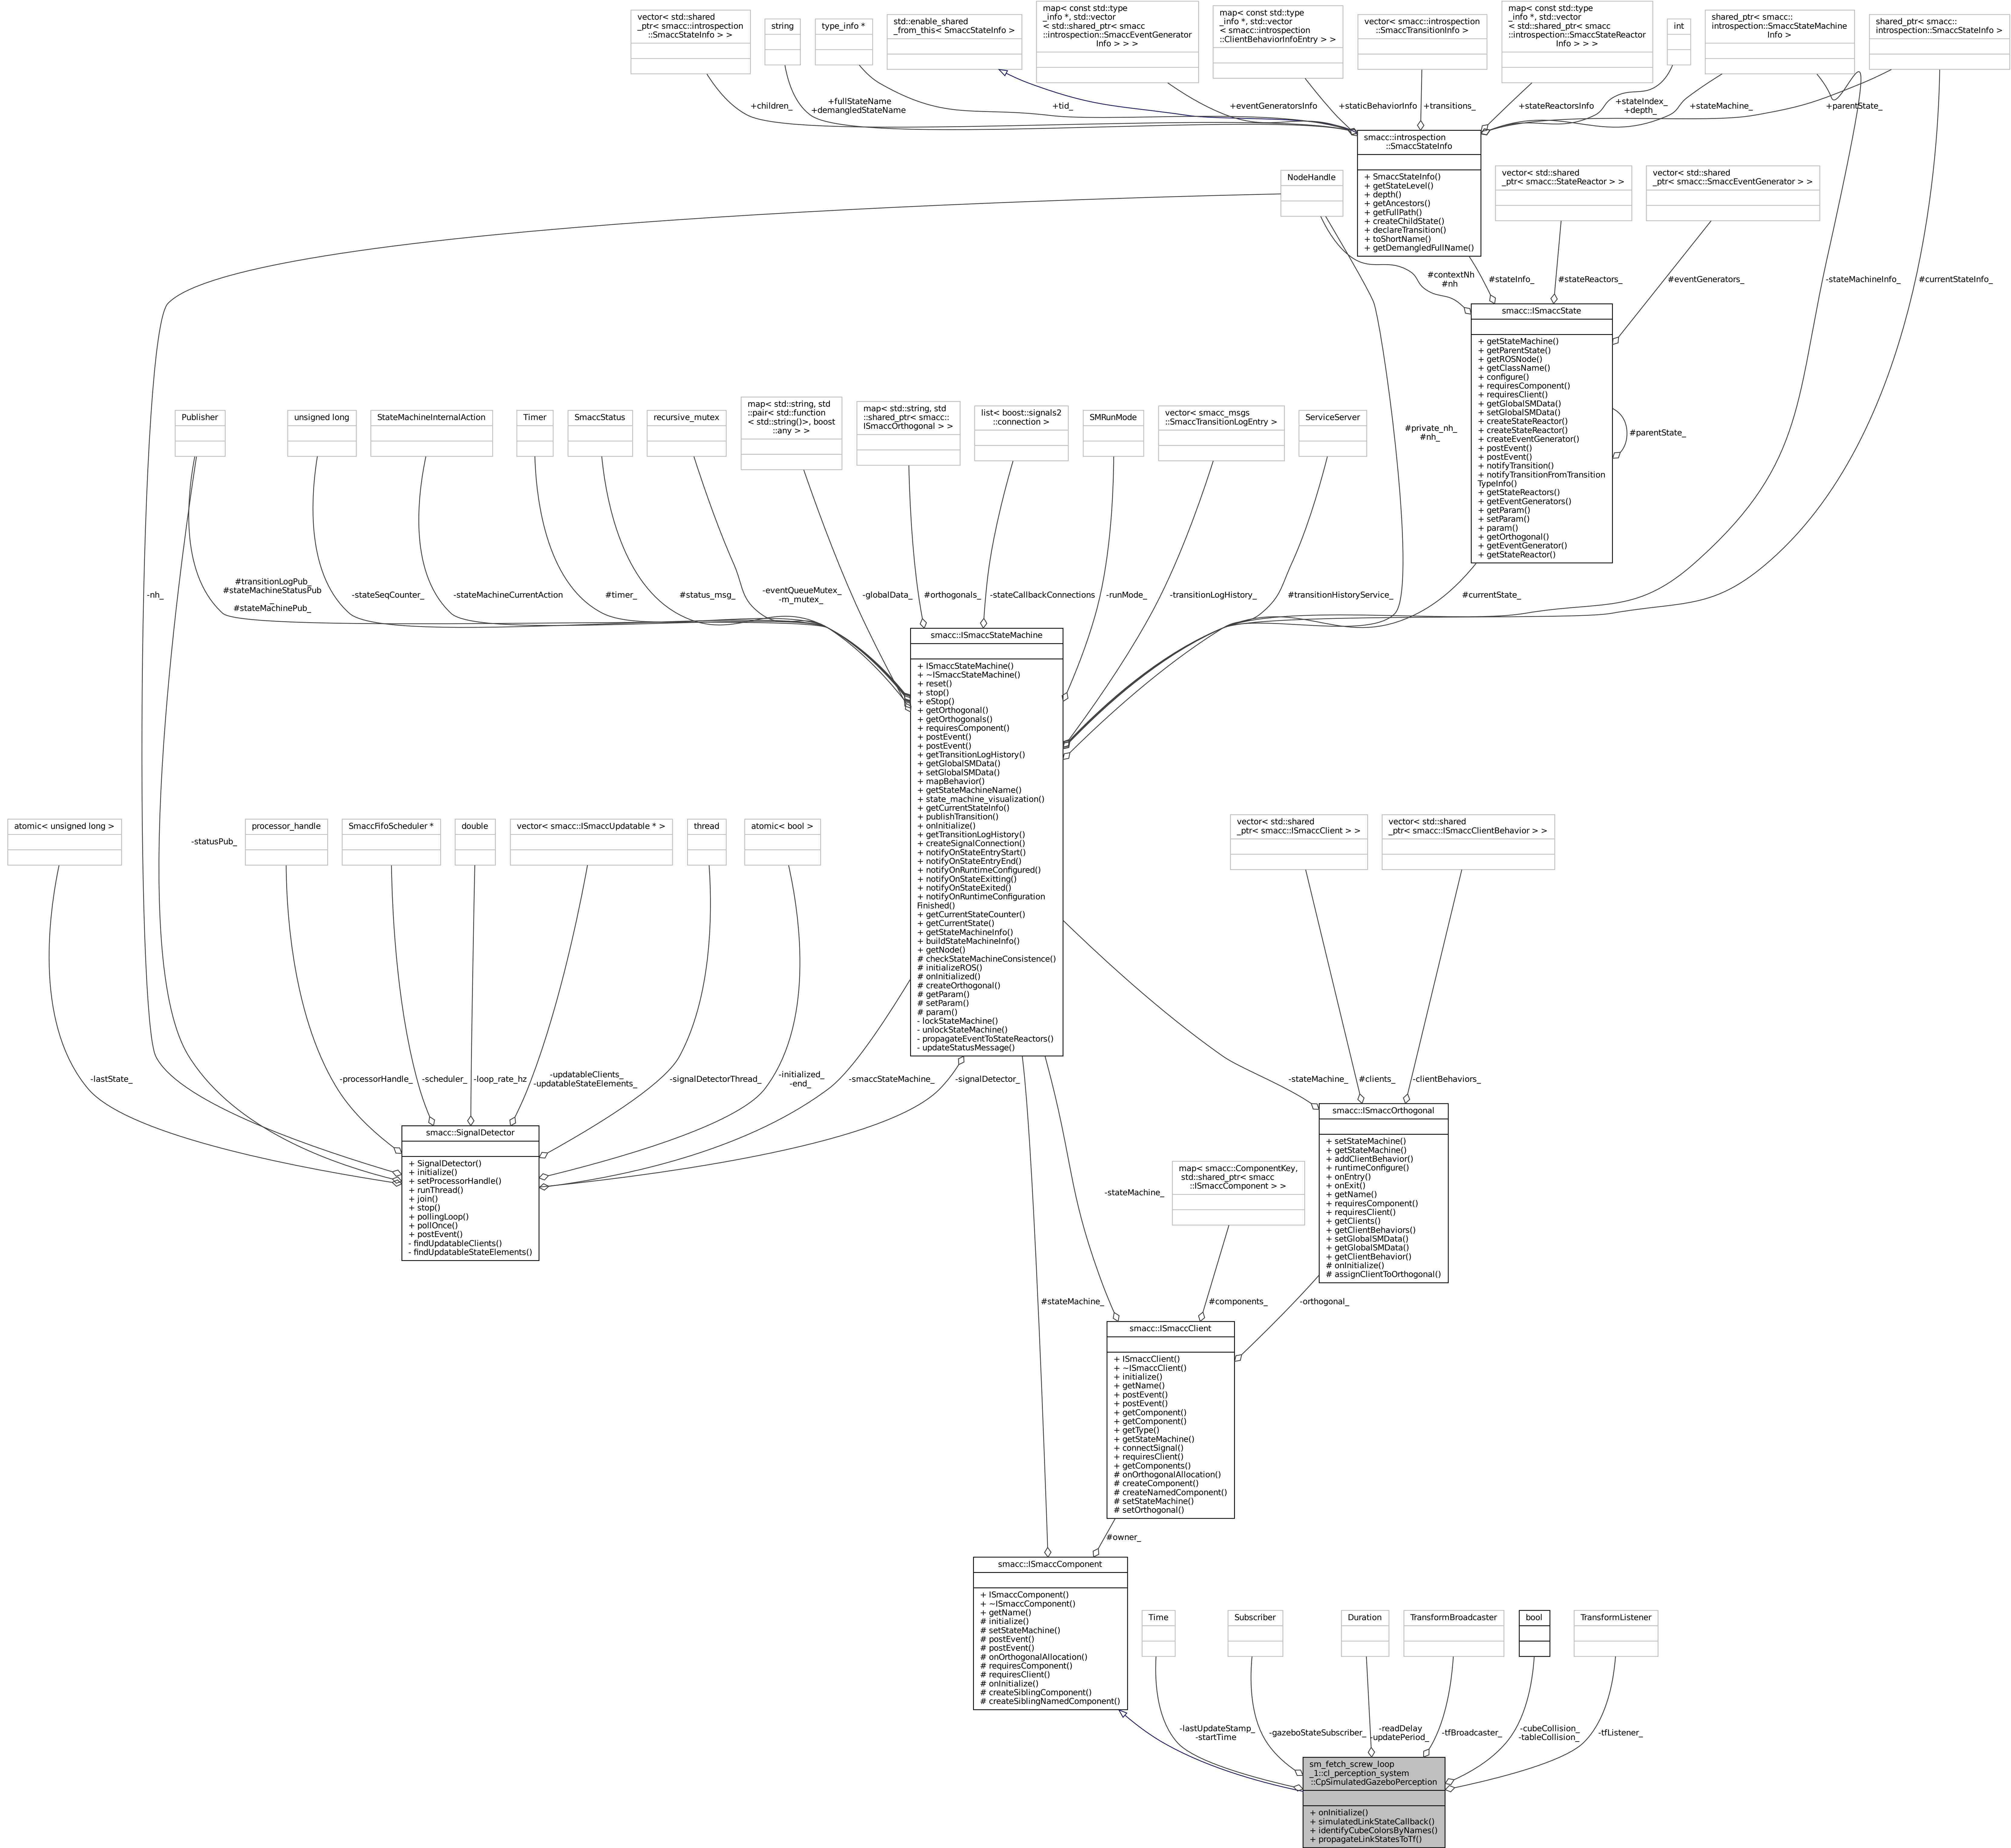 vector< std::shared
_ptr< smacc::introspection
::SmaccStateInfo > >
string
type_info *
std::enable_shared
_from_this< SmaccStateInfo >
map< const std::type
_info *, std::vector
< std::shared_ptr< smacc
::introspection::SmaccEventGenerator
Info > > >
map< const std::type
_info *, std::vector
< smacc::introspection
::ClientBehaviorInfoEntry > >
vector< smacc::introspection
::SmaccTransitionInfo >
map< const std::type
_info *, std::vector
< std::shared_ptr< smacc
::introspection::SmaccStateReactor
Info > > >
int
shared_ptr< smacc::
introspection::SmaccStateMachine
Info >
shared_ptr< smacc::
introspection::SmaccStateInfo >
+children_
+fullStateName
+demangledStateName
+tid_
+eventGeneratorsInfo
+staticBehaviorInfo
+transitions_
+stateReactorsInfo
+stateIndex_
+depth_
+stateMachine_
+parentState_
smacc::introspection
::SmaccStateInfo
+ SmaccStateInfo()
+ getStateLevel()
+ depth()
+ getAncestors()
+ getFullPath()
+ createChildState()
+ declareTransition()
+ toShortName()
+ getDemangledFullName()
NodeHandle
vector< std::shared
_ptr< smacc::StateReactor > >
vector< std::shared
_ptr< smacc::SmaccEventGenerator > >
#contextNh
#nh
#stateInfo_
#stateReactors_
#eventGenerators_
-stateMachineInfo_
#currentStateInfo_
smacc::ISmaccState
+ getStateMachine()
+ getParentState()
+ getROSNode()
+ getClassName()
+ configure()
+ requiresComponent()
+ requiresClient()
+ getGlobalSMData()
+ setGlobalSMData()
+ createStateReactor()
+ createStateReactor()
+ createEventGenerator()
+ postEvent()
+ postEvent()
+ notifyTransition()
+ notifyTransitionFromTransition
TypeInfo()
+ getStateReactors()
+ getEventGenerators()
+ getParam()
+ setParam()
+ param()
+ getOrthogonal()
+ getEventGenerator()
+ getStateReactor()
#parentState_
Publisher
unsigned long
StateMachineInternalAction
Timer
SmaccStatus
recursive_mutex
map< std::string, std
::pair< std::function
< std::string()>, boost
::any > >
map< std::string, std
::shared_ptr< smacc::
ISmaccOrthogonal > >
list< boost::signals2
::connection >
SMRunMode
vector< smacc_msgs
::SmaccTransitionLogEntry >
ServiceServer
#private_nh_
#nh_
-nh_
#transitionLogPub_
#stateMachineStatusPub
_
#stateMachinePub_
-stateSeqCounter_
-stateMachineCurrentAction
#timer_
#status_msg_
-eventQueueMutex_
-m_mutex_
-globalData_
#orthogonals_
-stateCallbackConnections
-runMode_
-transitionLogHistory_
#transitionHistoryService_
#currentState_
smacc::ISmaccStateMachine
+ ISmaccStateMachine()
+ ~ISmaccStateMachine()
+ reset()
+ stop()
+ eStop()
+ getOrthogonal()
+ getOrthogonals()
+ requiresComponent()
+ postEvent()
+ postEvent()
+ getTransitionLogHistory()
+ getGlobalSMData()
+ setGlobalSMData()
+ mapBehavior()
+ getStateMachineName()
+ state_machine_visualization()
+ getCurrentStateInfo()
+ publishTransition()
+ onInitialize()
+ getTransitionLogHistory()
+ createSignalConnection()
+ notifyOnStateEntryStart()
+ notifyOnStateEntryEnd()
+ notifyOnRuntimeConfigured()
+ notifyOnStateExitting()
+ notifyOnStateExited()
+ notifyOnRuntimeConfiguration
Finished()
+ getCurrentStateCounter()
+ getCurrentState()
+ getStateMachineInfo()
+ buildStateMachineInfo()
+ getNode()
# checkStateMachineConsistence()
# initializeROS()
# onInitialized()
# createOrthogonal()
# getParam()
# setParam()
# param()
- lockStateMachine()
- unlockStateMachine()
- propagateEventToStateReactors()
- updateStatusMessage()
atomic< unsigned long >
-statusPub_
processor_handle
SmaccFifoScheduler *
double
vector< smacc::ISmaccUpdatable * >
thread
atomic< bool >
vector< std::shared
_ptr< smacc::ISmaccClient > >
vector< std::shared
_ptr< smacc::ISmaccClientBehavior > >
-lastState_
-processorHandle_
-scheduler_
-loop_rate_hz
-updatableClients_
-updatableStateElements_
-signalDetectorThread_
-initialized_
-end_
-smaccStateMachine_
-signalDetector_
-stateMachine_
#clients_
-clientBehaviors_
smacc::SignalDetector
+ SignalDetector()
+ initialize()
+ setProcessorHandle()
+ runThread()
+ join()
+ stop()
+ pollingLoop()
+ pollOnce()
+ postEvent()
- findUpdatableClients()
- findUpdatableStateElements()
smacc::ISmaccOrthogonal
+ setStateMachine()
+ getStateMachine()
+ addClientBehavior()
+ runtimeConfigure()
+ onEntry()
+ onExit()
+ getName()
+ requiresComponent()
+ requiresClient()
+ getClients()
+ getClientBehaviors()
+ setGlobalSMData()
+ getGlobalSMData()
+ getClientBehavior()
# onInitialize()
# assignClientToOrthogonal()
map< smacc::ComponentKey,
std::shared_ptr< smacc
::ISmaccComponent > >
-stateMachine_
#stateMachine_
#components_
-orthogonal_
smacc::ISmaccClient
+ ISmaccClient()
+ ~ISmaccClient()
+ initialize()
+ getName()
+ postEvent()
+ postEvent()
+ getComponent()
+ getComponent()
+ getType()
+ getStateMachine()
+ connectSignal()
+ requiresClient()
+ getComponents()
# onOrthogonalAllocation()
# createComponent()
# createNamedComponent()
# setStateMachine()
# setOrthogonal()
#owner_
smacc::ISmaccComponent
+ ISmaccComponent()
+ ~ISmaccComponent()
+ getName()
# initialize()
# setStateMachine()
# postEvent()
# postEvent()
# onOrthogonalAllocation()
# requiresComponent()
# requiresClient()
# onInitialize()
# createSiblingComponent()
# createSiblingNamedComponent()
Time
Subscriber
Duration
TransformBroadcaster
bool
TransformListener
-lastUpdateStamp_
-startTime
-gazeboStateSubscriber_
-readDelay
-updatePeriod_
-tfBroadcaster_
-cubeCollision_
-tableCollision_
-tfListener_
sm_fetch_screw_loop
_1::cl_perception_system
::CpSimulatedGazeboPerception
+ onInitialize()
+ simulatedLinkStateCallback()
+ identifyCubeColorsByNames()
+ propagateLinkStatesToTf()